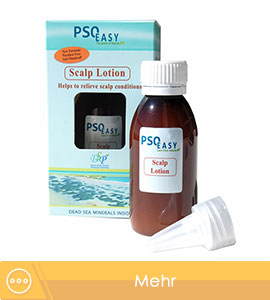 PSO EASY
Scalp Lotion
Helps to relieve scalp conditions
DEAD SEA MINERALS INSIDE
PSO EASY
Scalp
Lotion
Mehr